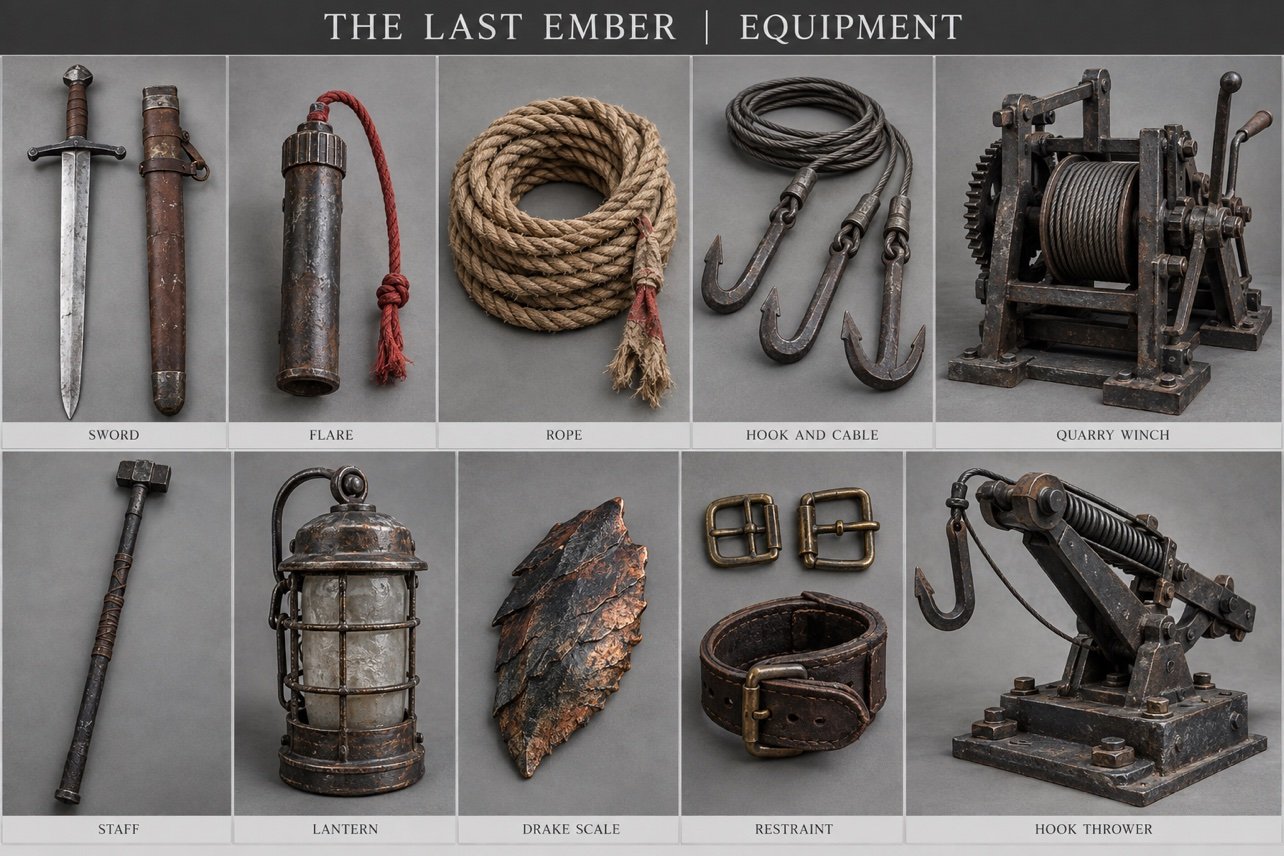 THE LAST EMBER | EQUIPMENT
SWORD
FLARE
ROPE
HOOK AND CABLE
QUARRY WINCH
STAFF
LANTERN
DRAKE SCALE
RESTRAINT
HOOK THROWER